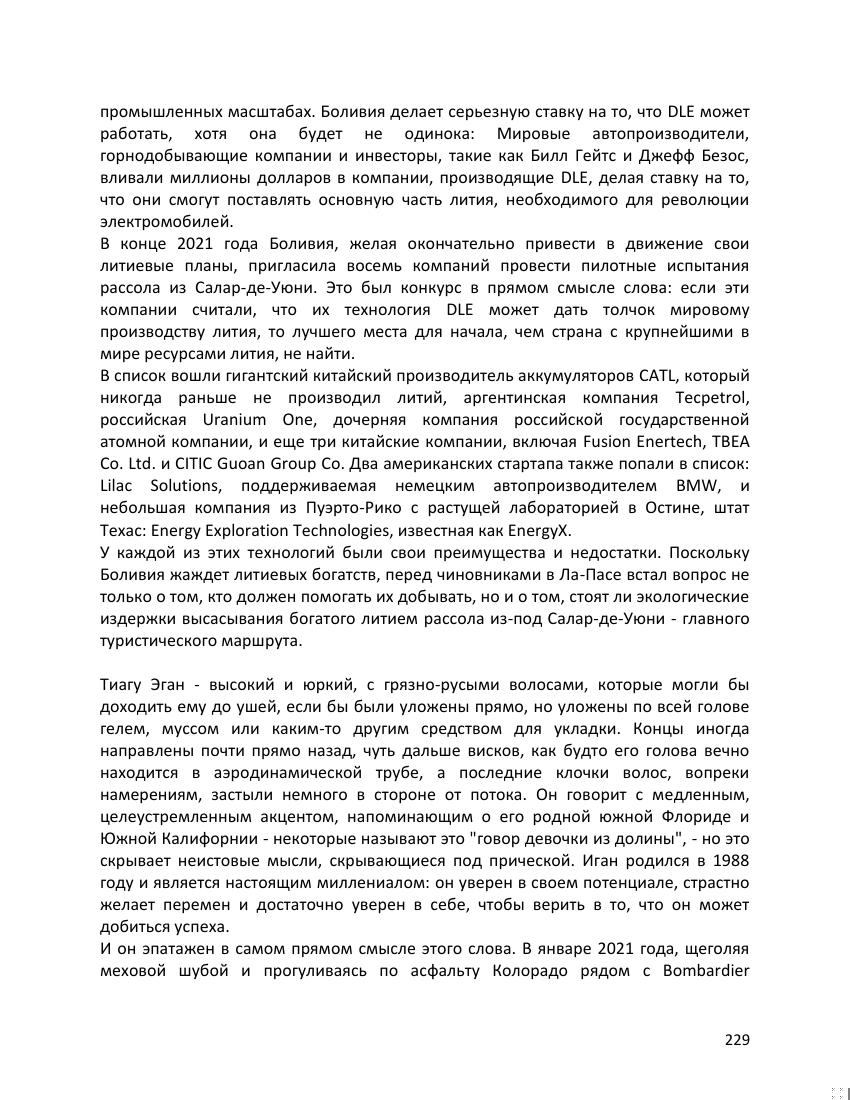 промышленных масштабах. Боливия делает серьезную ставку на то, что DLE может
работать, хотя она будет не одинока: Мировые автопроизводители,
горнодобывающие компании и инвесторы, такие как Билл Гейтс и Джефф Безос,
вливали миллионы долларов в компании, производящие DLE, делая ставку на то,
что они смогут поставлять основную часть лития, необходимого для революции
электромобилей.
В конце 2021 года Боливия, желая окончательно привести в движение свои
литиевые планы, пригласила восемь компаний провести пилотные испытания
рассола из Салар-де-Уюни. Это был конкурс в прямом смысле слова: если эти
компании считали, что их технология DLE может дать толчок мировому
производству лития, то лучшего места для начала, чем страна с крупнейшими в
мире ресурсами лития, не найти.
В список вошли гигантский китайский производитель аккумуляторов CATL, который
никогда раньше не производил литий, аргентинская компания Tecpetrol,
российская Uranium One, дочерняя компания российской государственной
атомной компании, и еще три китайские компании, включая Fusion Enertech, TBEA
Co. Ltd. и CITIC Guoan Group Co. Два американских стартапа также попали в список:
Lilac Solutions, поддерживаемая немецким автопроизводителем BMW, и
небольшая компания из Пуэрто-Рико с растущей лабораторией в Остине, штат
Техас: Energy Exploration Technologies, известная как EnergyX.
У каждой из этих технологий были свои преимущества и недостатки. Поскольку
Боливия жаждет литиевых богатств, перед чиновниками в Ла-Пасе встал вопрос не
только о том, кто должен помогать их добывать, но и о том, стоят ли экологические
издержки высасывания богатого литием рассола из-под Салар-де-Уюни - главного
туристического маршрута.
Тиагу Эган - высокий и юркий, с грязно-русыми волосами, которые могли бы
доходить ему до ушей, если бы были уложены прямо, но уложены по всей голове
гелем, муссом или каким-то другим средством для укладки. Концы иногда
направлены почти прямо назад, чуть дальше висков, как будто его голова вечно
находится в аэродинамической трубе, а последние клочки волос, вопреки
намерениям, застыли немного в стороне от потока. Он говорит с медленным,
целеустремленным акцентом, напоминающим о его родной южной Флориде и
Южной Калифорнии - некоторые называют это "говор девочки из долины", - но это
скрывает неистовые мысли, скрывающиеся под прической. Иган родился в 1988
году и является настоящим миллениалом: он уверен в своем потенциале, страстно
желает перемен и достаточно уверен в себе, чтобы верить в то, что он может
добиться успеха.
И он эпатажен в самом прямом смысле этого слова. В январе 2021 года, щеголяя
меховой шубой и прогуливаясь по асфальту Колорадо рядом с Bombardier
229